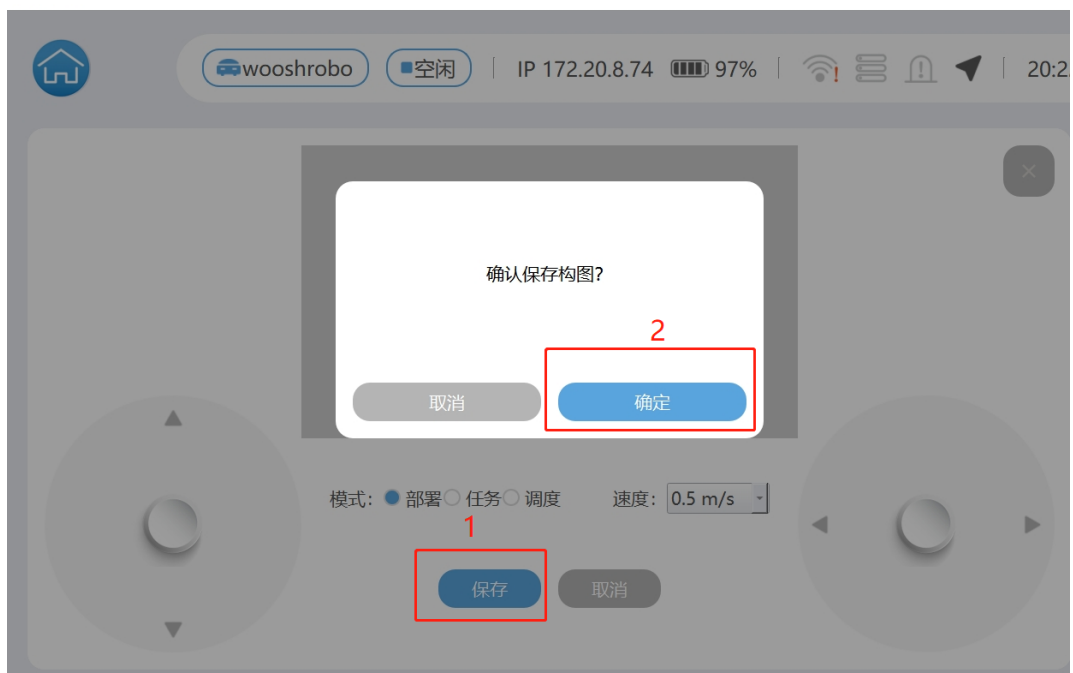 wooshrobo 空闲 IP 172.20.8.74 97% 20:2
确认保存构图?
2
取消 确定
模式: 部署 任务 调度 速度: 0.5 m/s
1
保存 取消